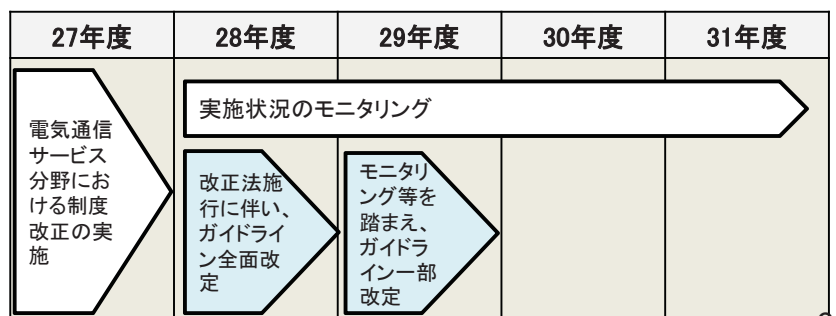 27年度 28年度 29年度 30年度 31年度
実施状況のモニタリング
電気通信
サービス
分野にお
ける制度
改正の実
施
改正法施
行に伴い、
ガイドライ
ン全面改
定
モニタリ
ング等を
踏まえ、
ガイドラ
イン一部
改定